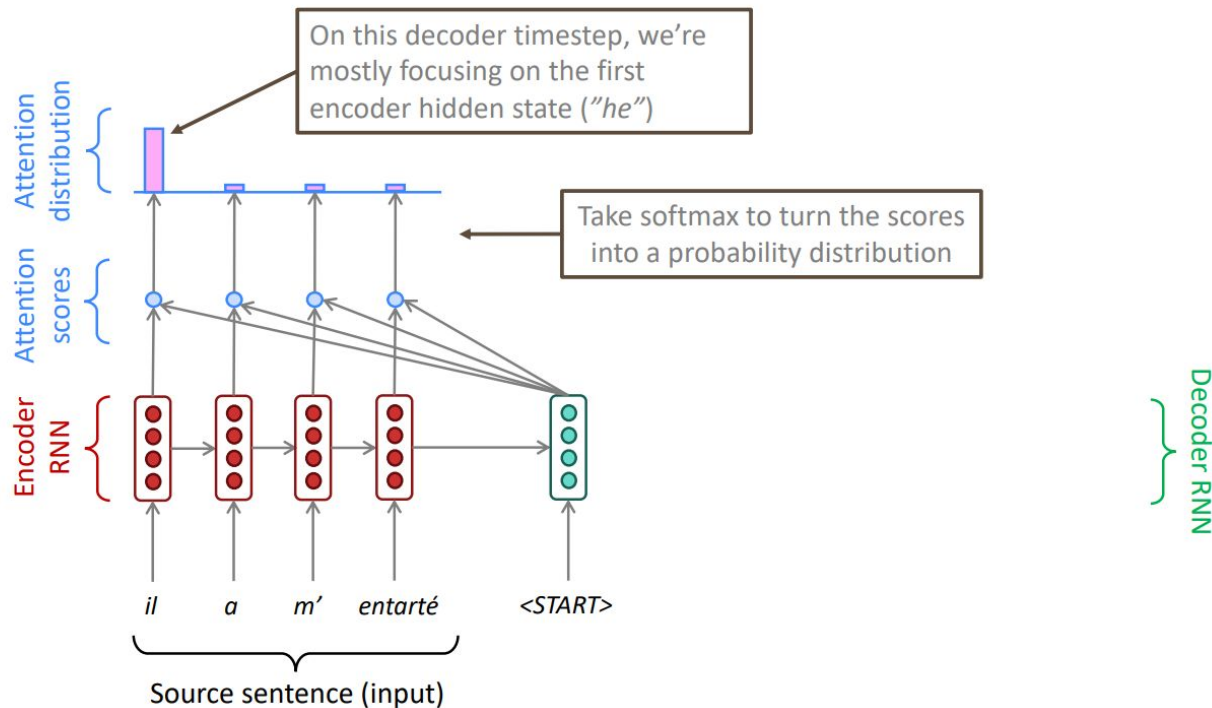 On this decoder timestep, we’re
mostly focusing on the first
encoder hidden state (”he”)
Attention
distribution
Take softmax to turn the scores
into a probability distribution
Attention
scores
Encoder
RNN
Decoder RNN
il a m’ entarté <START>
Source sentence (input)